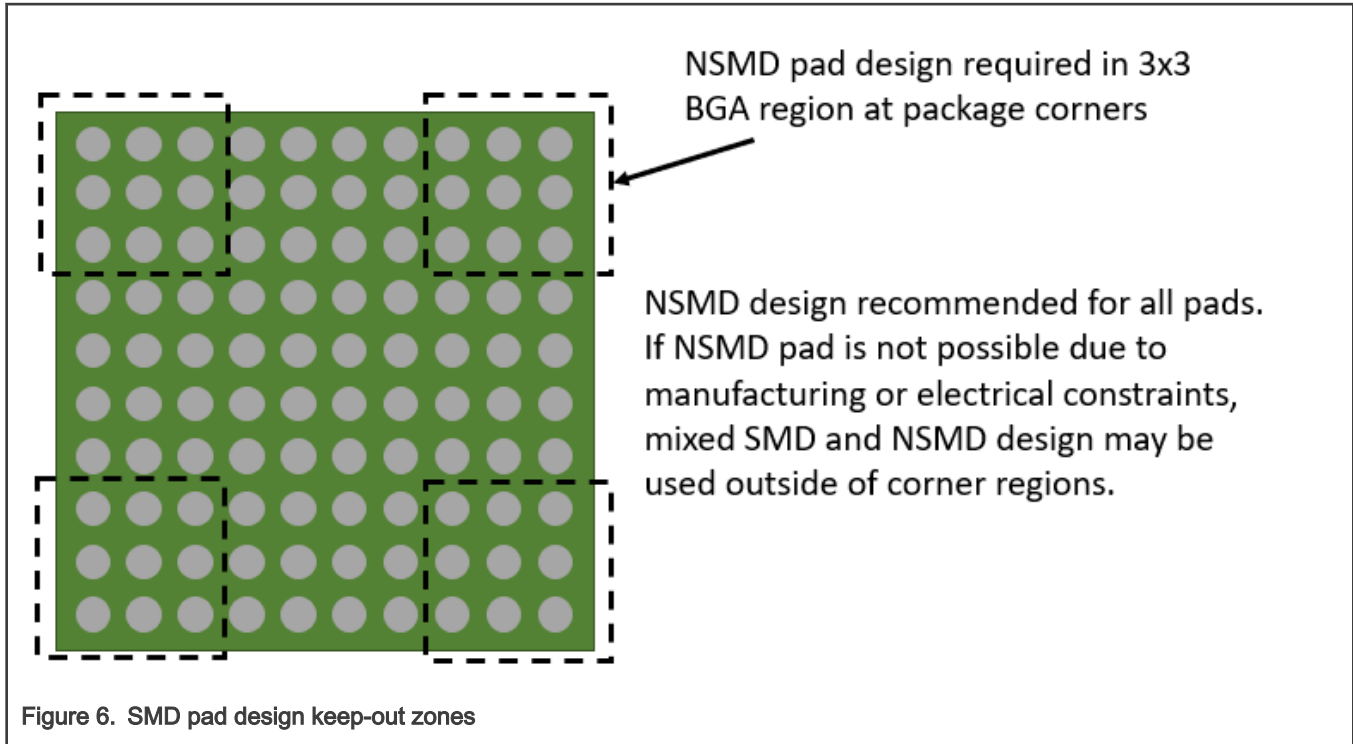 NSMD pad design required in 3x3
BGA region at package corners
NSMD design recommended for all pads.
If NSMD pad is not possible due to
manufacturing or electrical constraints,
mixed SMD and NSMD design may be
used outside of corner regions.
Figure 6. SMD pad design keep-out zones